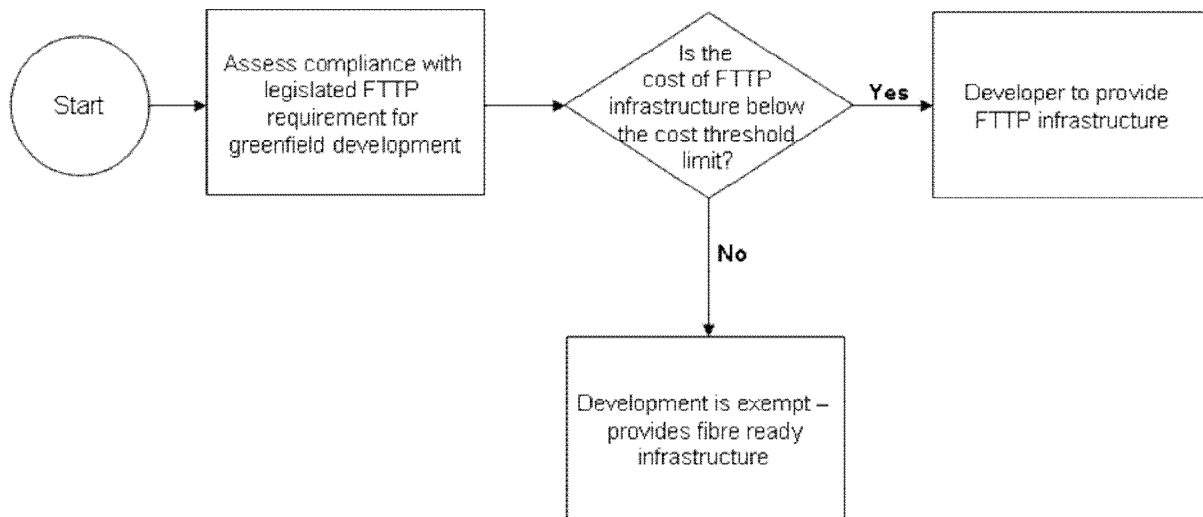 Start
Assess compliance with
legislated FTTP
requirement for
greenfield development
Is the
cost of FTTP
infrastructure below
the cost threshold
limit?
Yes
Developer to provide
FTTP infrastructure
No
Development is exempt –
provides fibre ready
infrastructure